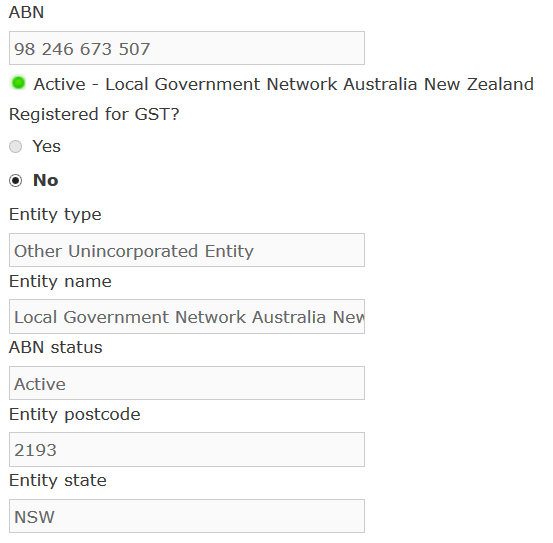 ABN
98 246 673 507
Active - Local Government Network Australia New Zealand
Registered for GST?
Yes
No
Entity type
Other Unincorporated Entity
Entity name
Local Government Network Australia New
ABN status
Active
Entity postcode
2193
Entity state
NSW